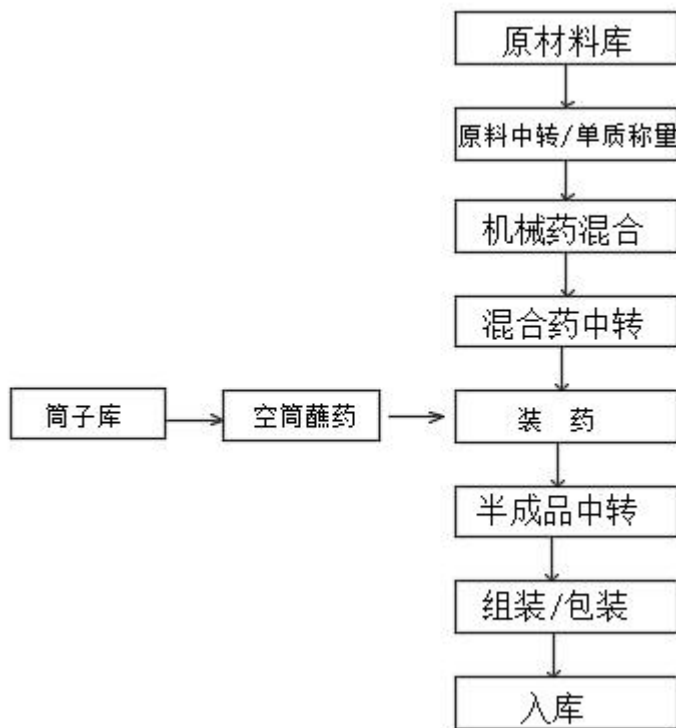 原材料库
原料中转/单质称量
机械药混合
混合药中转
筒子库
空筒蘸药
装 药
半成品中转
组装/包装
入库